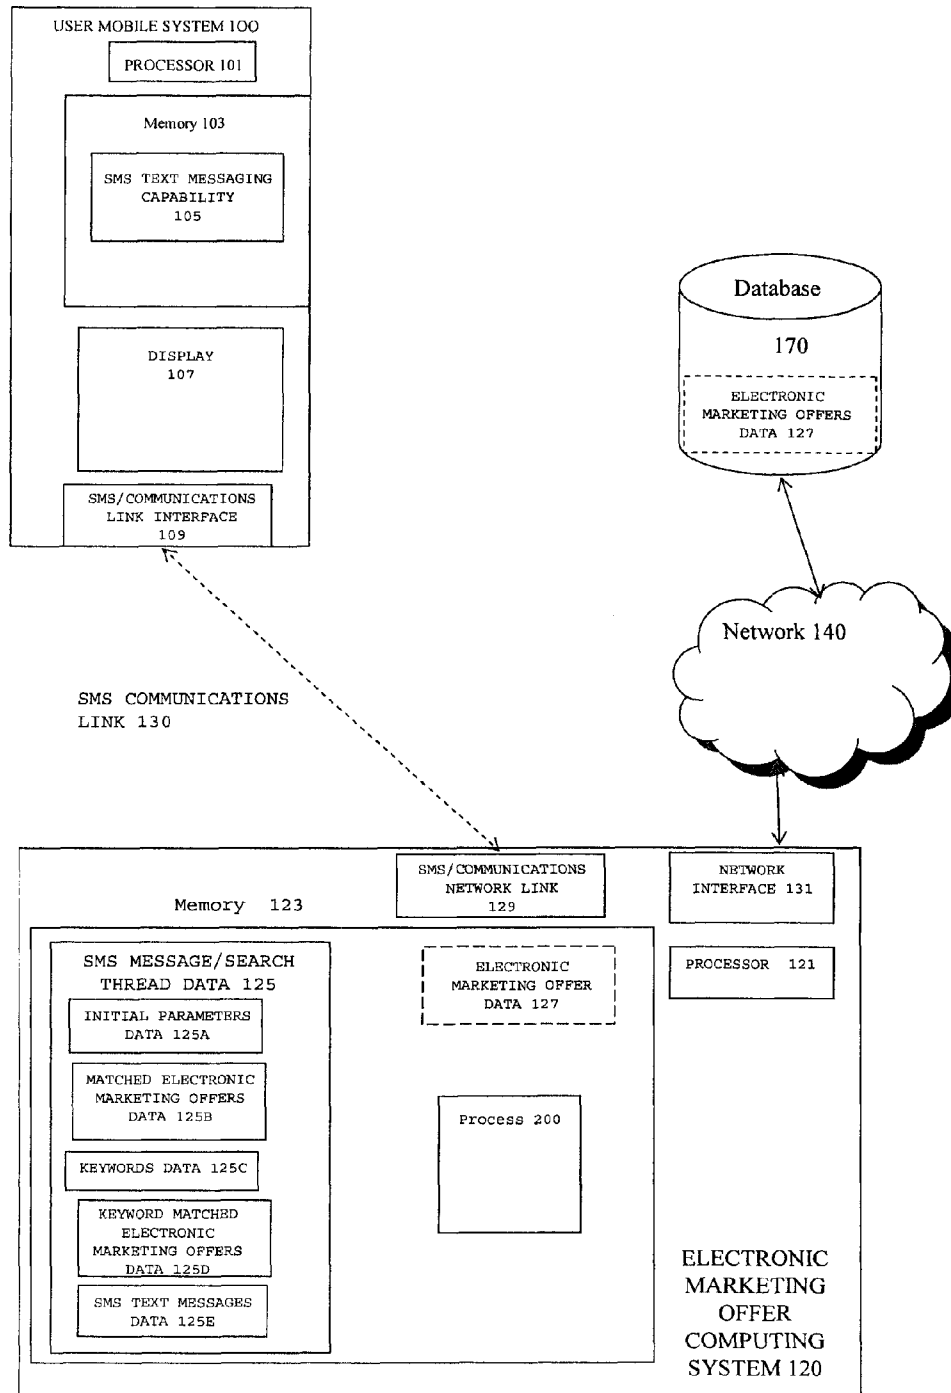 USER MOBILE SYSTEM 100
PROCESSOR 101
Memory 103
SMS TEXT MESSAGING
CAPABILITY
105
DISPLAY
107
SMS/COMMUNICATIONS
LINK INTERFACE
109
Database
170
ELECTRONIC
MARKETING OFFERS
DATA 127
Network 140
SMS COMMUNICATIONS
LINK 130
SMS/COMMUNICATIONS
NETWORK LINK
129
NETWORK
INTERFACE 131
Memory 123
PROCESSOR 121
SMS MESSAGE/SEARCH
THREAD DATA 125
INITIAL PARAMETERS
DATA 125A
MATCHED ELECTRONIC
MARKETING OFFERS
DATA 125B
KEYWORDS DATA 125C
KEYWORD MATCHED
ELECTRONIC
MARKETING OFFERS
DATA 125D
SMS TEXT MESSAGES
DATA 125E
ELECTRONIC
MARKETING OFFER
DATA 127
Process 200
ELECTRONIC
MARKETING
OFFER
COMPUTING
SYSTEM 120